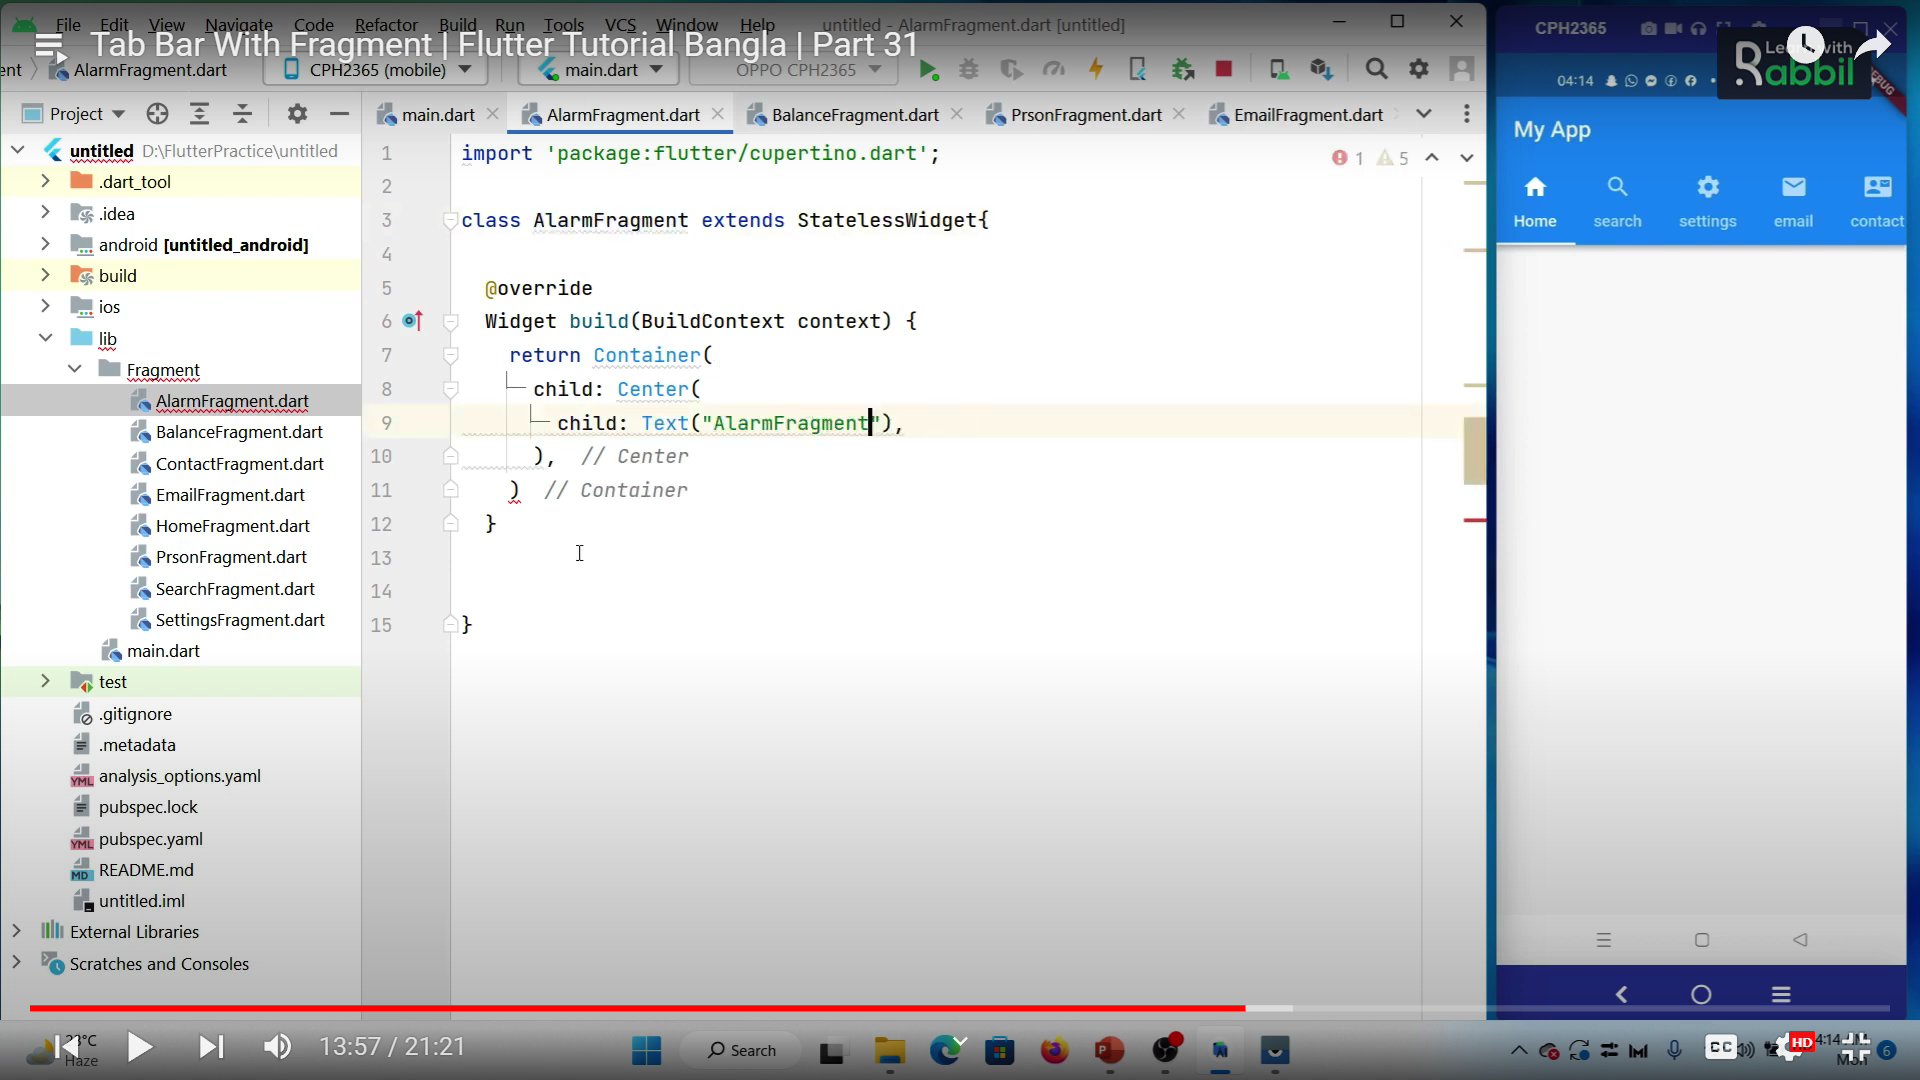 File Edit View Navigate Code Refactor Build Run Tools VCS Window Help untitled - AlarmFragment.dart [untitled]
Tab Bar With Fragment | Flutter Tutorial Bangla | Part 31
AlarmFragment.dart CPH2365 (mobile) main.dart OPPO CPH2365
Project
main.dart AlarmFragment.dart BalanceFragment.dart PrsonFragment.dart EmailFragment.dart
untitled D:\FlutterPractice\untitled
.dart_tool
.idea
android [untitled_android]
build
ios
lib
Fragment
AlarmFragment.dart
BalanceFragment.dart
ContactFragment.dart
EmailFragment.dart
HomeFragment.dart
PrsonFragment.dart
SearchFragment.dart
SettingsFragment.dart
main.dart
test
.gitignore
.metadata
analysis_options.yaml
pubspec.lock
pubspec.yaml
README.md
untitled.iml
External Libraries
Scratches and Consoles
1 import 'package:flutter/cupertino.dart';
2
3 class AlarmFragment extends StatelessWidget{
4
5 @override
6 Widget build(BuildContext context) {
7 return Container(
8 child: Center(
9 child: Text("AlarmFragment"),
10 ), // Center
11 ) // Container
12 }
13
14
15 }
1 5
CPH2365
Learn with
Rabbil
04:14
My App
Home search settings email contact
13:57 / 21:21
Haze
Search
CC HD
6